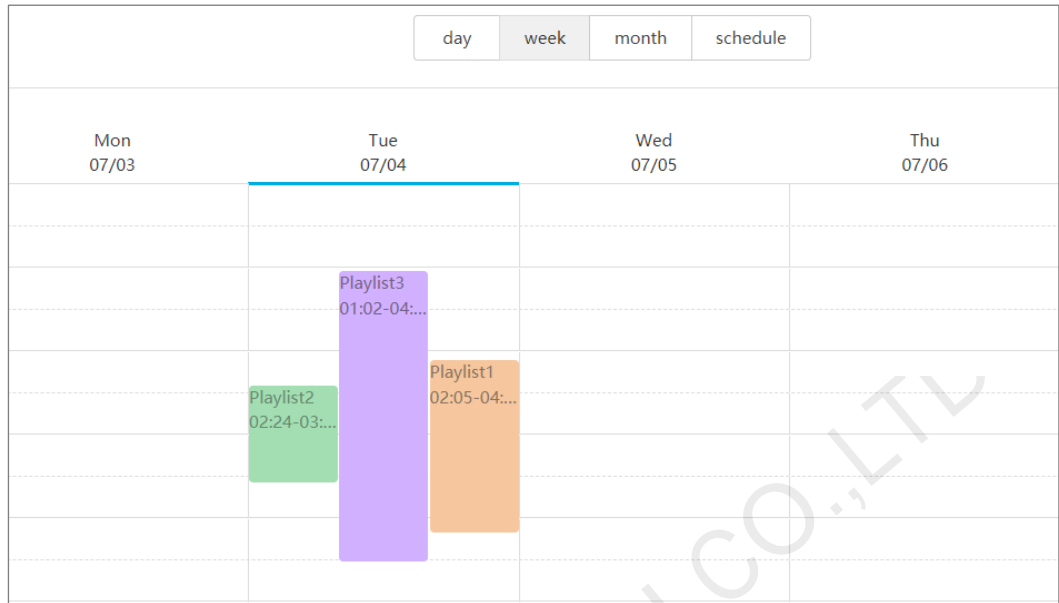 day week month schedule
Mon Tue Wed Thu
07/03 07/04 07/05 07/06
Playlist3
01:02-04:...
Playlist1
Playlist2
02:05-04:...
02:24-03:...
CO.,LTD